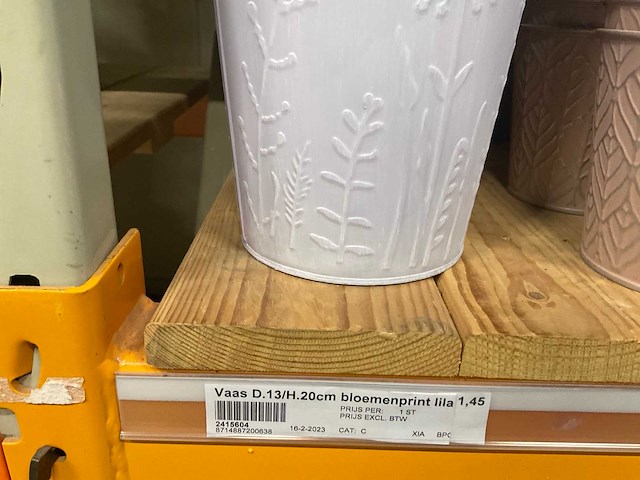 Vaas D.13/H.20cm bloemenprint lila 1,45
PRIJS PER: 1 ST
PRIJS EXCL. BTW
2415604
8714887200638 16-2-2023 CAT: C XIA BPC